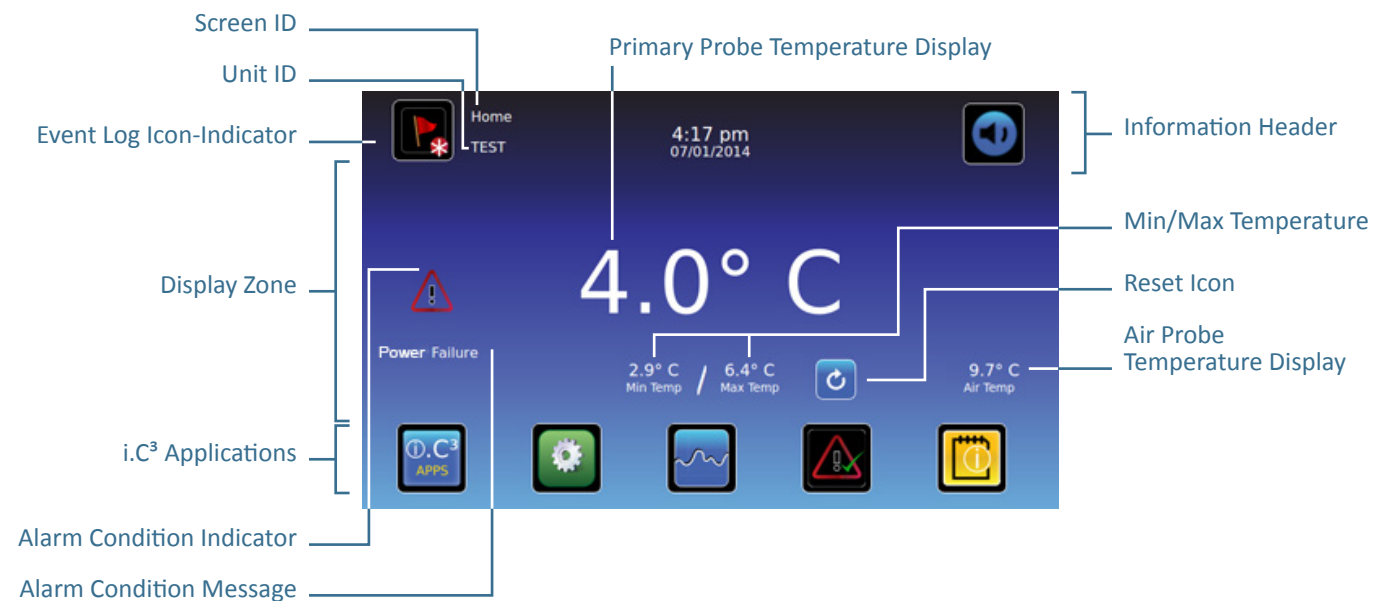 Screen ID
Primary Probe Temperature Display
Unit ID
Event Log Icon-Indicator
Home
TEST
4:17 pm
07/01/2014
Information Header
Min/Max Temperature
Display Zone
4.0° C
Reset Icon
Air Probe
Temperature Display
Power Failure
2.9° C
Min Temp
/
6.4° C
Max Temp
9.7° C
Air Temp
i.C³ Applications
i.C³
APPS
Alarm Condition Indicator
Alarm Condition Message